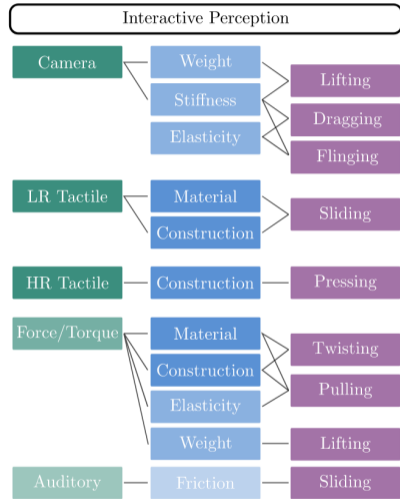 Interactive Perception
Camera
Weight
Stiffness
Elasticity
Lifting
Dragging
Flinging
LR Tactile
Material
Construction
Sliding
HR Tactile
Construction
Pressing
Force/Torque
Material
Construction
Elasticity
Weight
Twisting
Pulling
Lifting
Auditory
Friction
Sliding